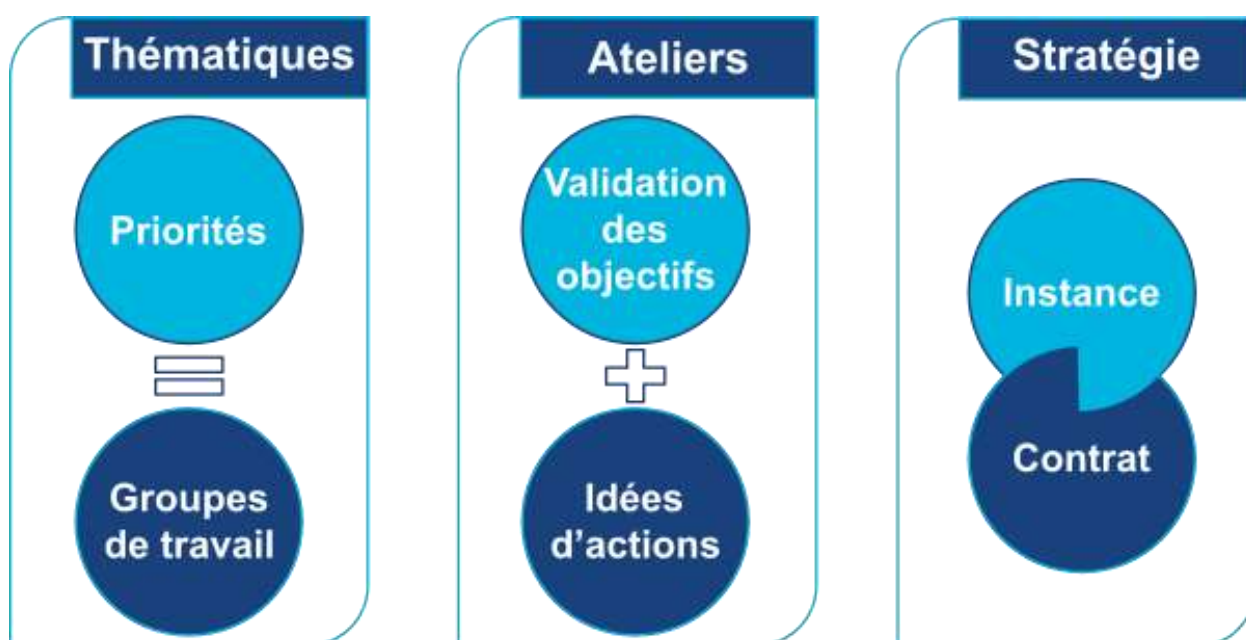 Thématiques
Priorités
Groupes
de travail
Ateliers
Validation
des
objectifs
Idées
d’actions
Stratégie
Instance
Contrat